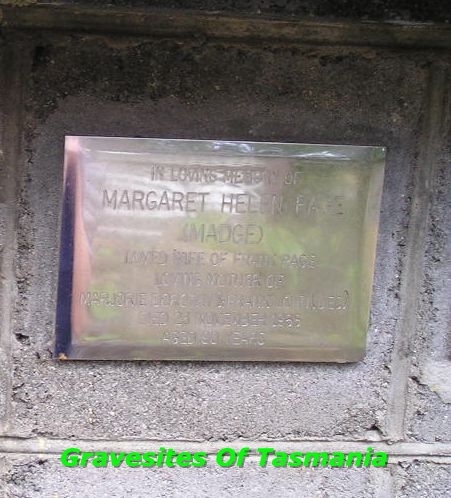 IN LOVING MEMORY OF
MARGARET HELEN PAGE
(MADGE)
LOVED WIFE OF FRANK PAGE
LOVING MOTHER OF
MARJORIE
DIED 23 NOVEMBER
AGED 90 YEARS
Gravesites Of Tasmania